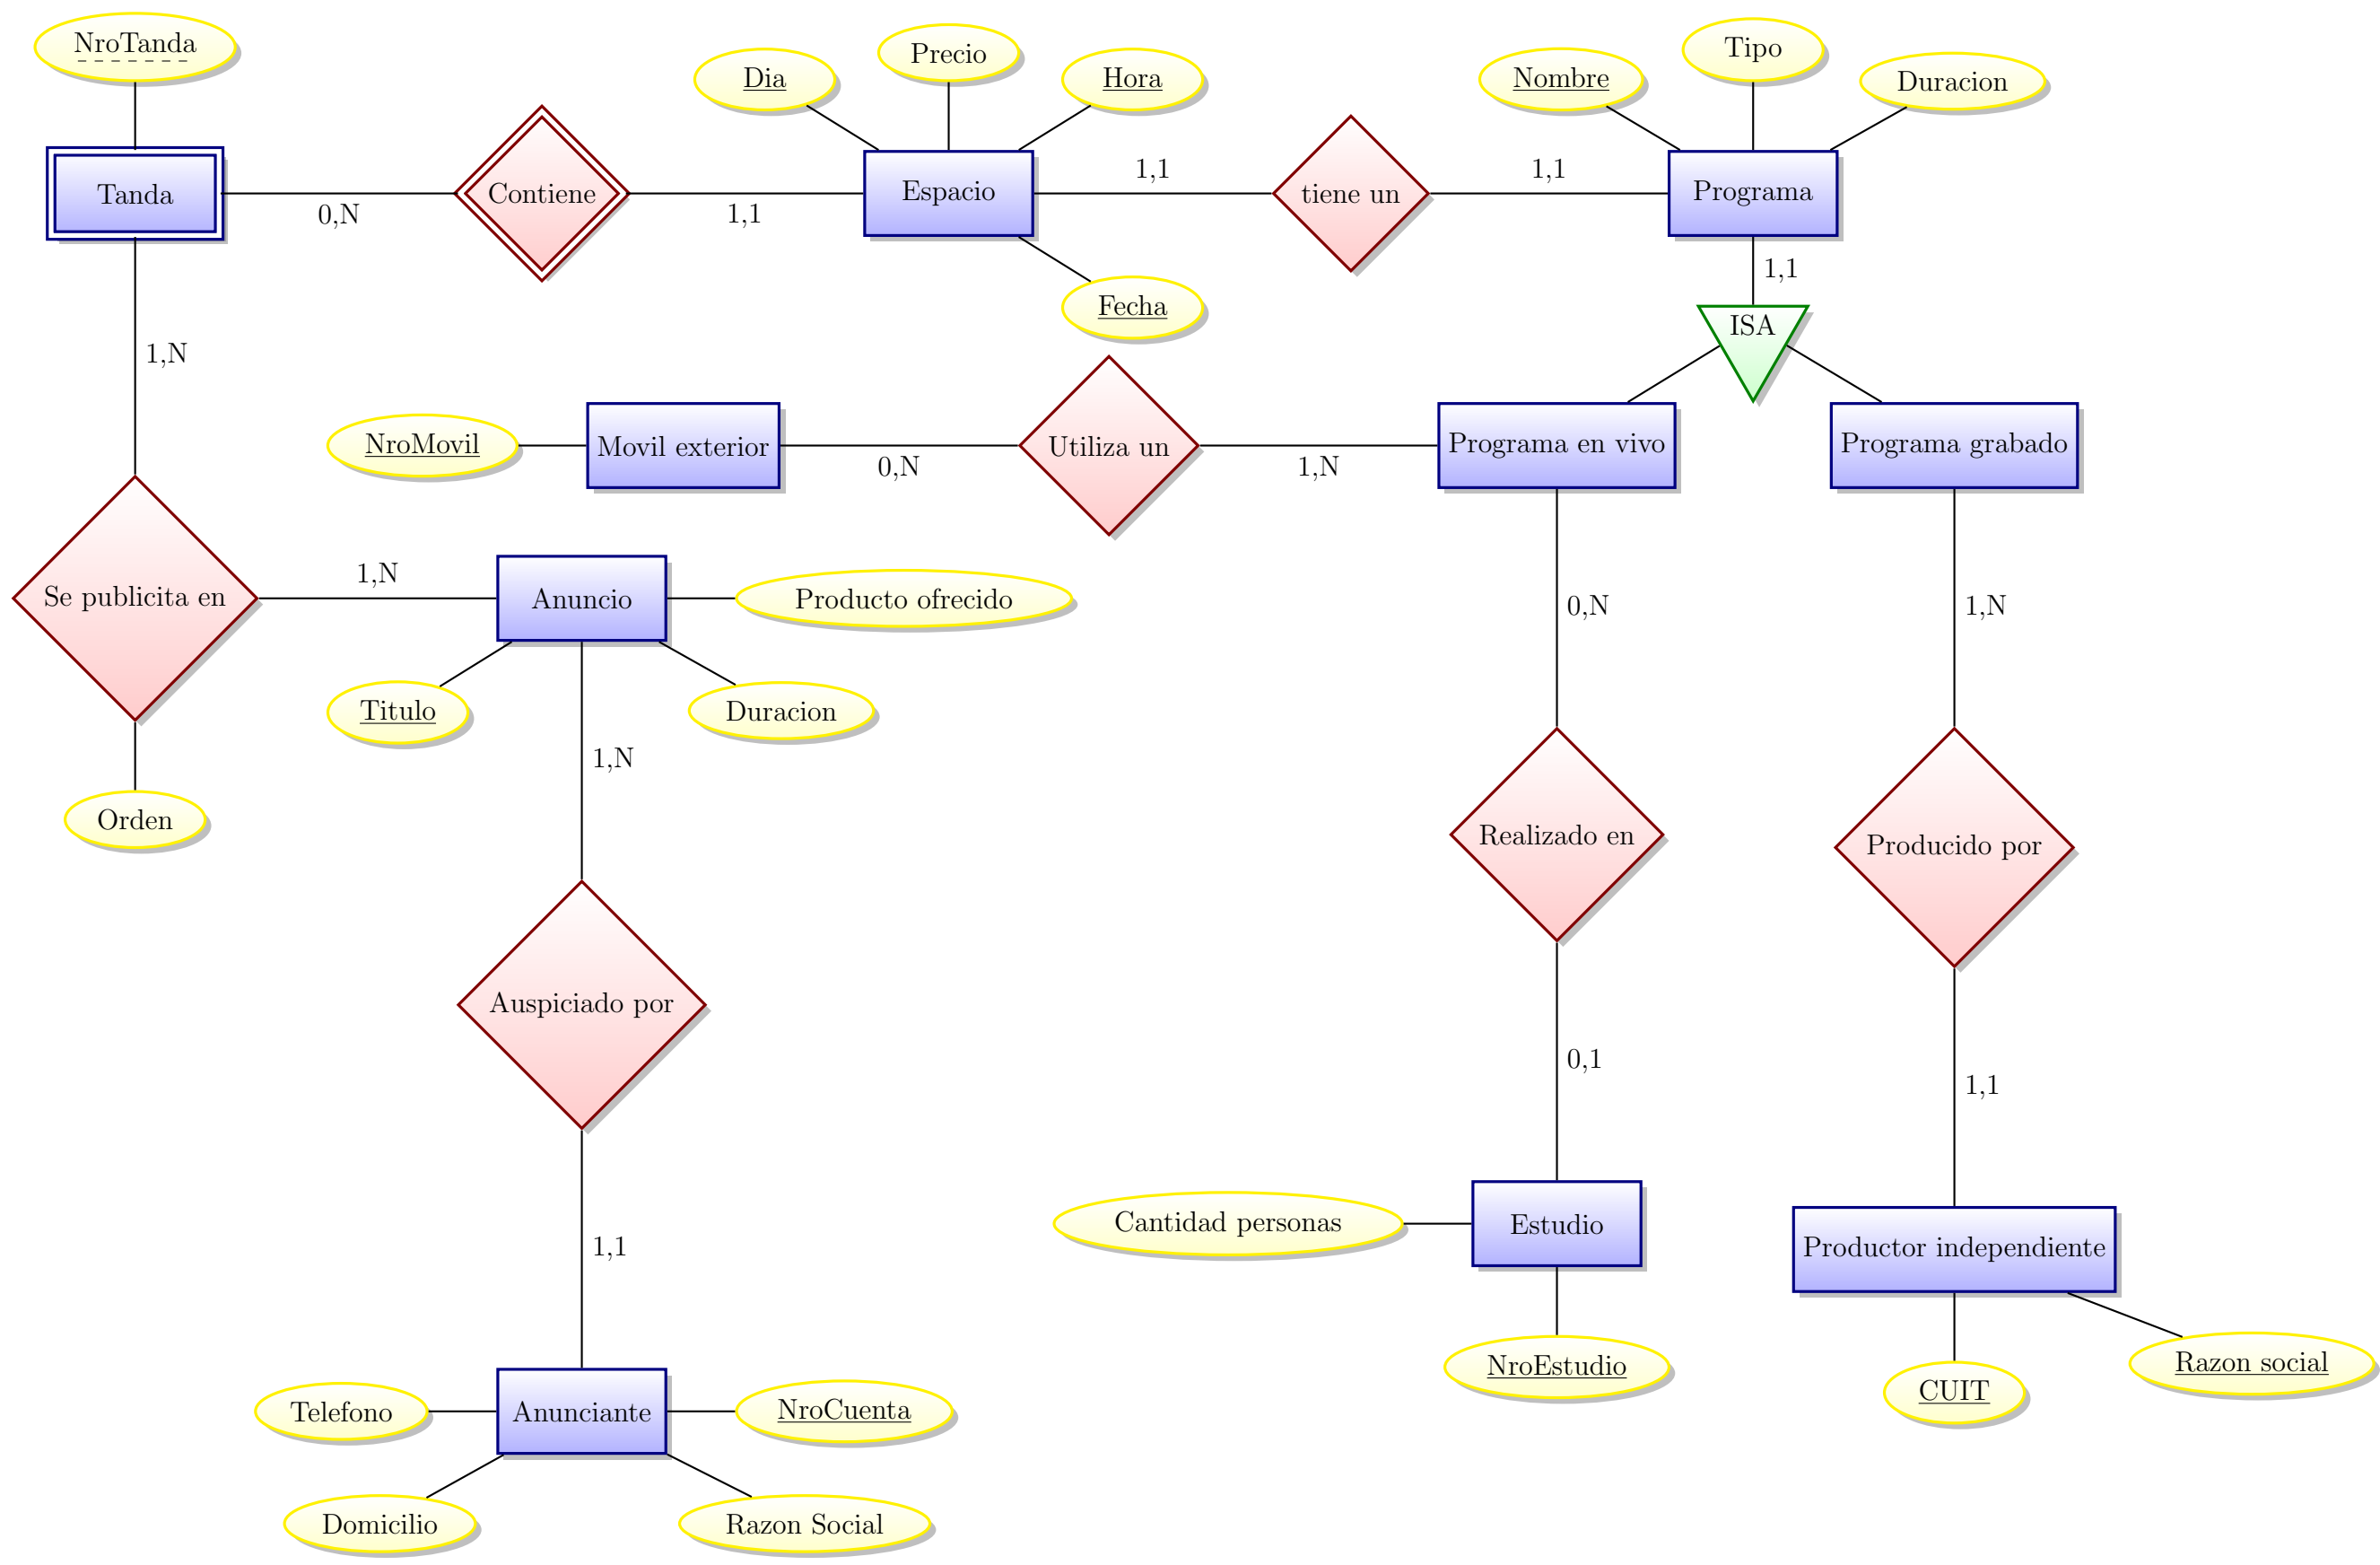 NroTanda
Dia
Precio
Hora
Nombre
Tipo
Duracion
Tanda
0,N
Contiene
1,1
Espacio
1,1
tiene un
1,1
Programa
Fecha
1,1
ISA
1,N
NroMovil
Movil exterior
0,N
Utiliza un
1,N
Programa en vivo
Programa grabado
Se publicita en
1,N
Anuncio
Producto ofrecido
0,N
1,N
Titulo
Duracion
1,N
Orden
Realizado en
Producido por
Auspiciado por
0,1
1,1
1,1
Cantidad personas
Estudio
Productor independiente
NroEstudio
CUIT
Razon social
Telefono
Anunciante
NroCuenta
Domicilio
Razon Social